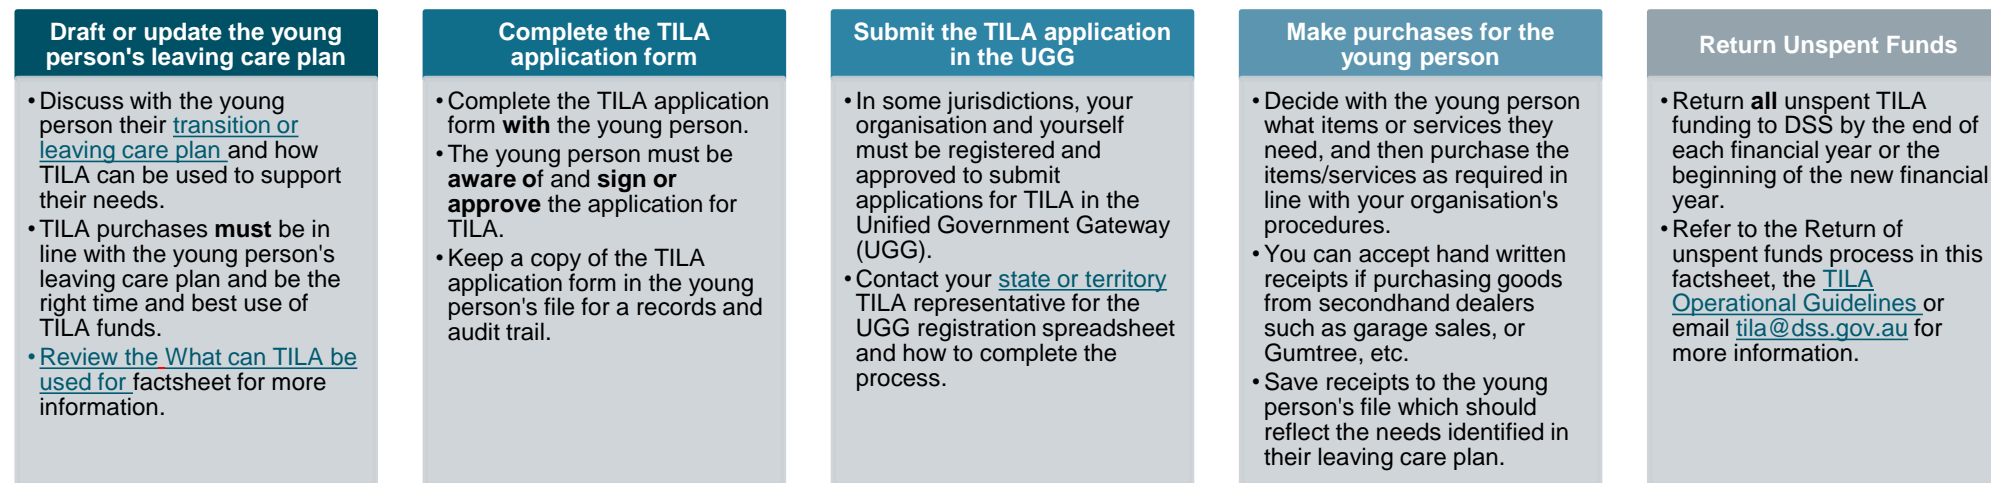 Draft or update the young
person's leaving care plan
•Discuss with the young
person their transition or
leaving care plan and how
TILA can be used to support
their needs.
•TILA purchases must be in
line with the young person's
leaving care plan and be the
right time and best use of
TILA funds.
•Review the What can TILA be
used for factsheet for more
information.
Complete the TILA
application form
•Complete the TILA application
form with the young person.
•The young person must be
aware of and sign or
approve the application for
TILA.
•Keep a copy of the TILA
application form in the young
person's file for a records and
audit trail.
Submit the TILA application
in the UGG
•In some jurisdictions, your
organisation and yourself
must be registered and
approved to submit
applications for TILA in the
Unified Government Gateway
(UGG).
•Contact your state or territory
TILA representative for the
UGG registration spreadsheet
and how to complete the
process.
Make purchases for the
young person
•Decide with the young person
what items or services they
need, and then purchase the
items/services as required in
line with your organisation's
procedures.
•You can accept hand written
receipts if purchasing goods
from secondhand dealers
such as garage sales, or
Gumtree, etc.
•Save receipts to the young
person's file which should
reflect the needs identified in
their leaving care plan.
Return Unspent Funds
•Return all unspent TILA
funding to DSS by the end of
each financial year or the
beginning of the new financial
year.
•Refer to the Return of
unspent funds process in this
factsheet, the TILA
Operational Guidelines or
email tila@dss.gov.au for
more information.